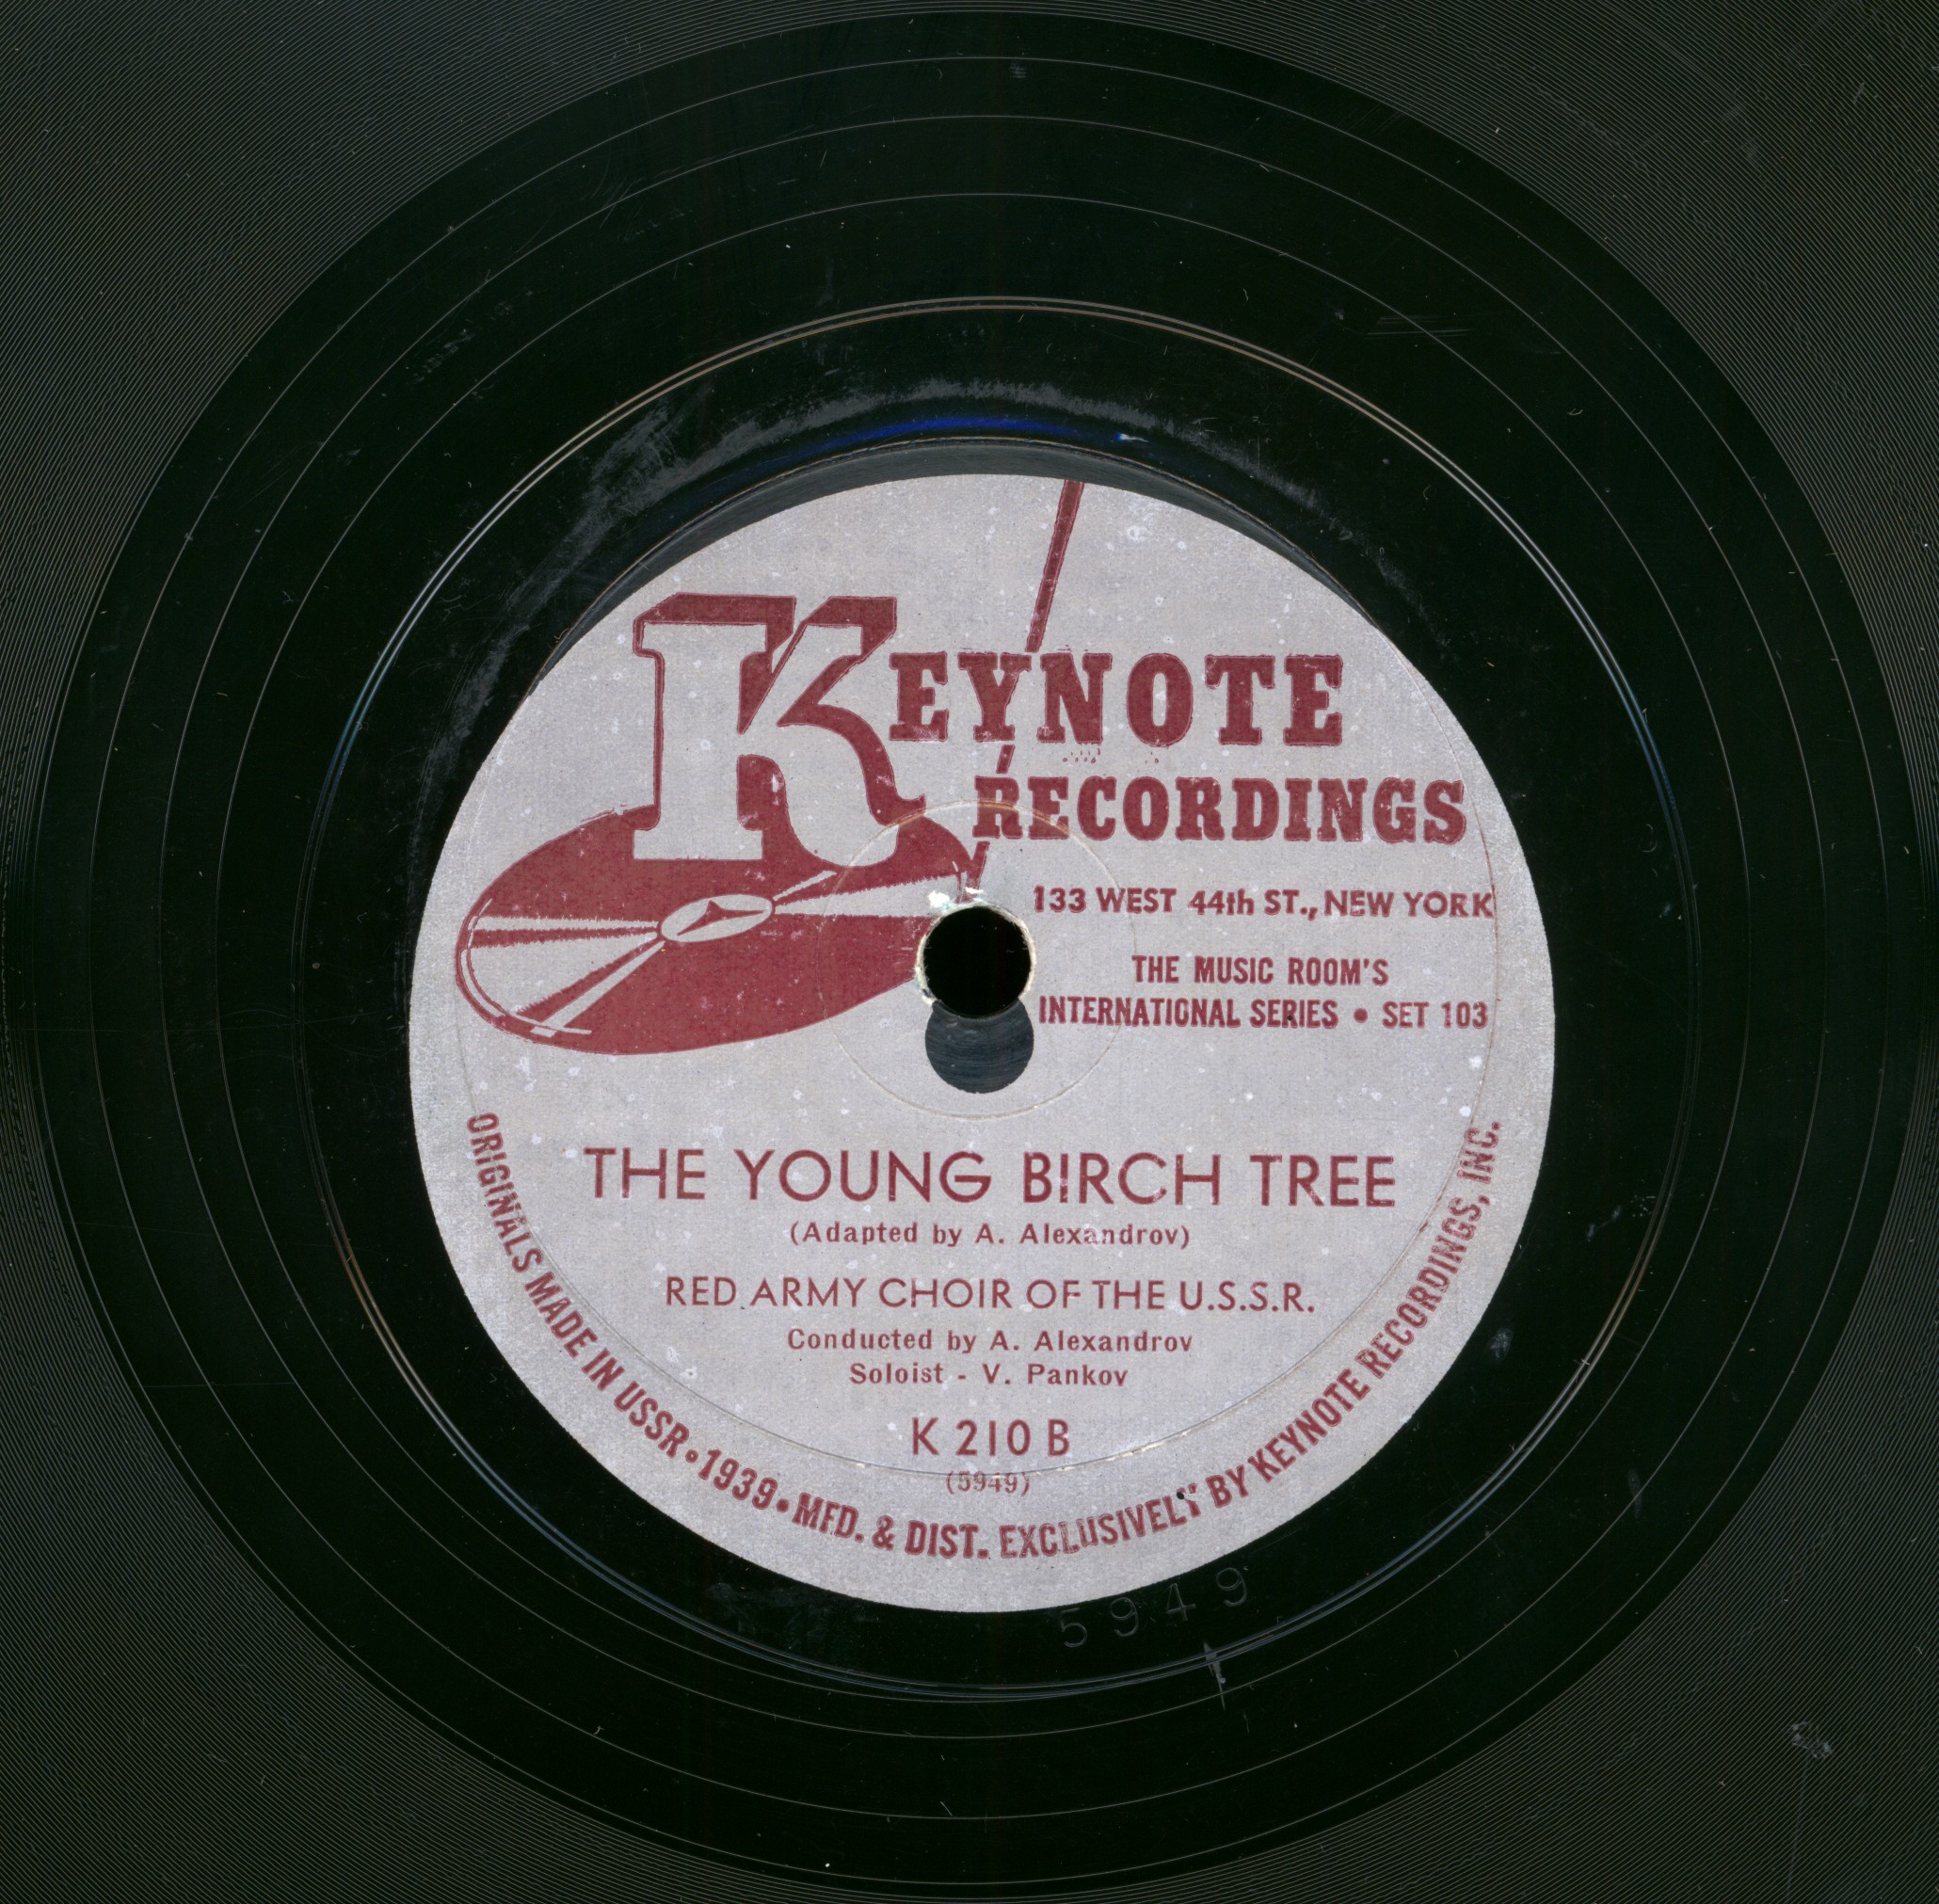 KEYNOTE
RECORDINGS
133 WEST 44th ST., NEW YORK
THE MUSIC ROOM'S
INTERNATIONAL SERIES • SET 103
THE YOUNG BIRCH TREE
(Adapted by A. Alexandrov)
RED ARMY CHOIR OF THE U.S.S.R.
Conducted by A. Alexandrov
Soloist - V. Pankov
K 210 B
(5949)
ORIGINALS MADE IN USSR • 1939 • MFD. & DIST. EXCLUSIVELY BY KEYNOTE RECORDINGS, INC.
5949